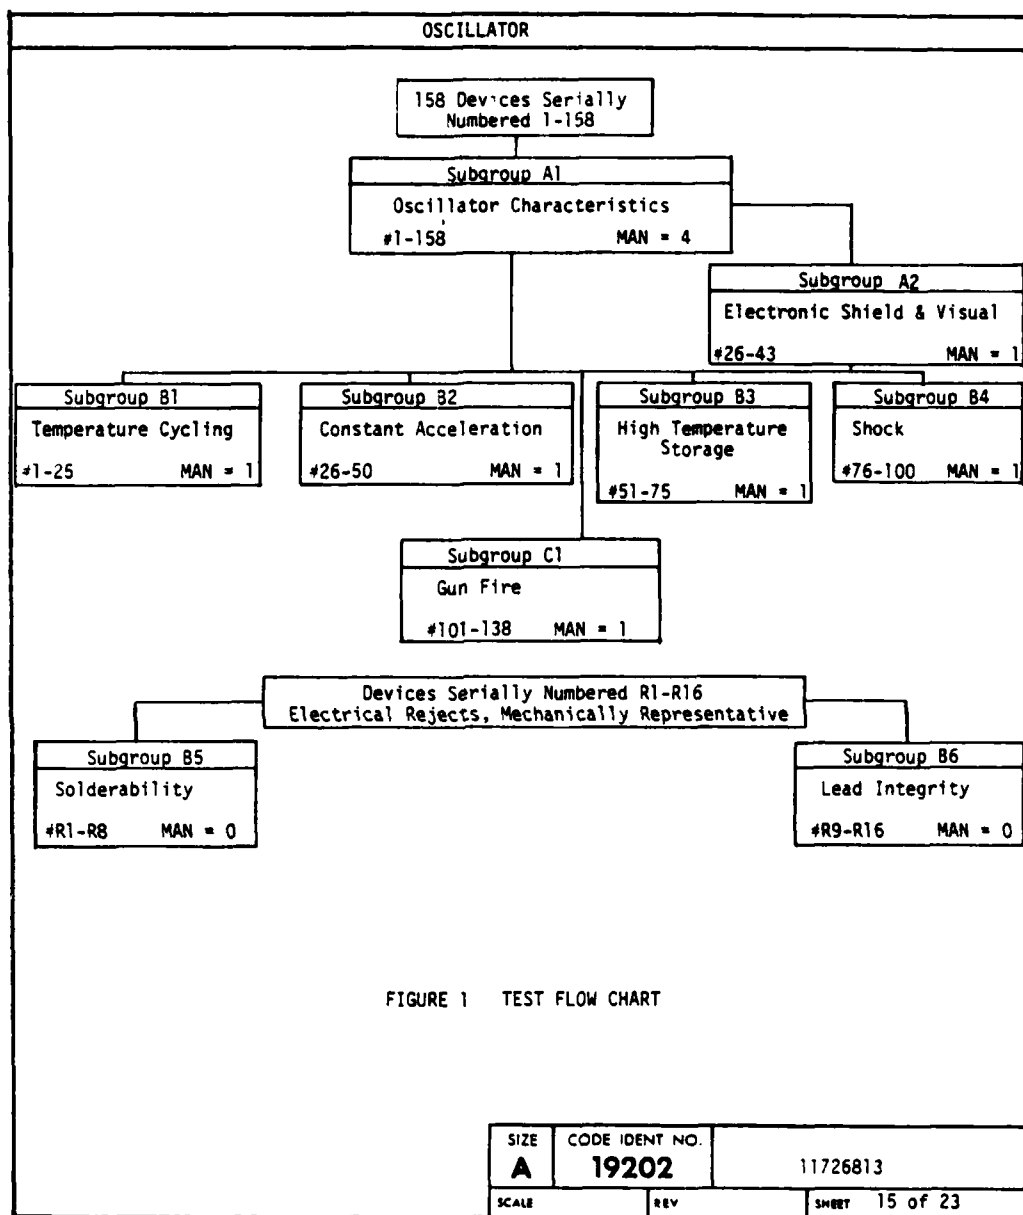 OSCILLATOR
158 Devices Serially
Numbered 1-158
Subgroup A1
Oscillator Characteristics
#1-158 MAN = 4
Subgroup A2
Electronic Shield & Visual
#26-43 MAN = 1
Subgroup B1
Temperature Cycling
#1-25 MAN = 1
Subgroup B2
Constant Acceleration
#26-50 MAN = 1
Subgroup B3
High Temperature
Storage
#51-75 MAN = 1
Subgroup B4
Shock
#76-100 MAN = 1
Subgroup C1
Gun Fire
#101-138 MAN = 1
Devices Serially Numbered R1-R16
Electrical Rejects, Mechanically Representative
Subgroup B5
Solderability
#R1-R8 MAN = 0
Subgroup B6
Lead Integrity
#R9-R16 MAN = 0
FIGURE 1 TEST FLOW CHART
SIZE
A
CODE IDENT NO.
19202
11726813
SCALE
REV
SHEET 15 of 23